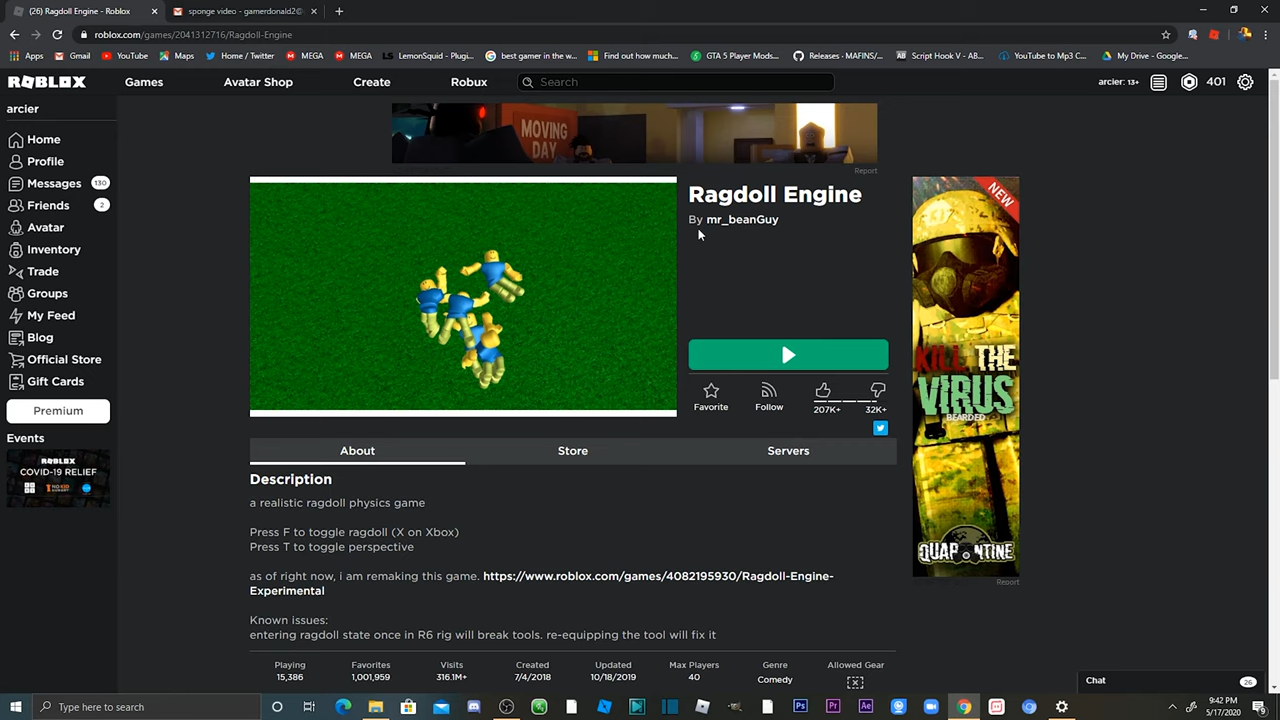 (26) Ragdoll Engine - Roblox
sponge video - gamerdonald2@
roblox.com/games/2041312716/Ragdoll-Engine
Apps
Gmail
YouTube
Maps
Home / Twitter
MEGA
MEGA
LemonSquid - Plugi...
best gamer in the w...
Find out how much...
GTA 5 Player Mods...
Releases · MAFINS/...
Script Hook V - AB...
YouTube to Mp3 C...
My Drive - Google...
ROBLOX
Games
Avatar Shop
Create
Robux
Search
arcier: 13+
401
arcier
Home
Profile
Messages 130
Friends 2
Avatar
Inventory
Trade
Groups
My Feed
Blog
Official Store
Gift Cards
Premium
Events
ROBLOX
COVID-19 RELIEF
MOVING
DAY
Report
Ragdoll Engine
By mr_beanGuy
Favorite
Follow
207K+
32K+
About
Store
Servers
Description
a realistic ragdoll physics game
Press F to toggle ragdoll (X on Xbox)
Press T to toggle perspective
as of right now, i am remaking this game. https://www.roblox.com/games/4082195930/Ragdoll-Engine-
Experimental
Known issues:
entering ragdoll state once in R6 rig will break tools. re-equipping the tool will fix it
Playing
15,386
Favorites
1,001,959
Visits
316.1M+
Created
7/4/2018
Updated
10/18/2019
Max Players
40
Genre
Comedy
Allowed Gear
NEW
KILL THE
VIRUS
BEARDED
QUARONTINE
Report
Chat
26
Type here to search
9:42 PM
5/17/2020